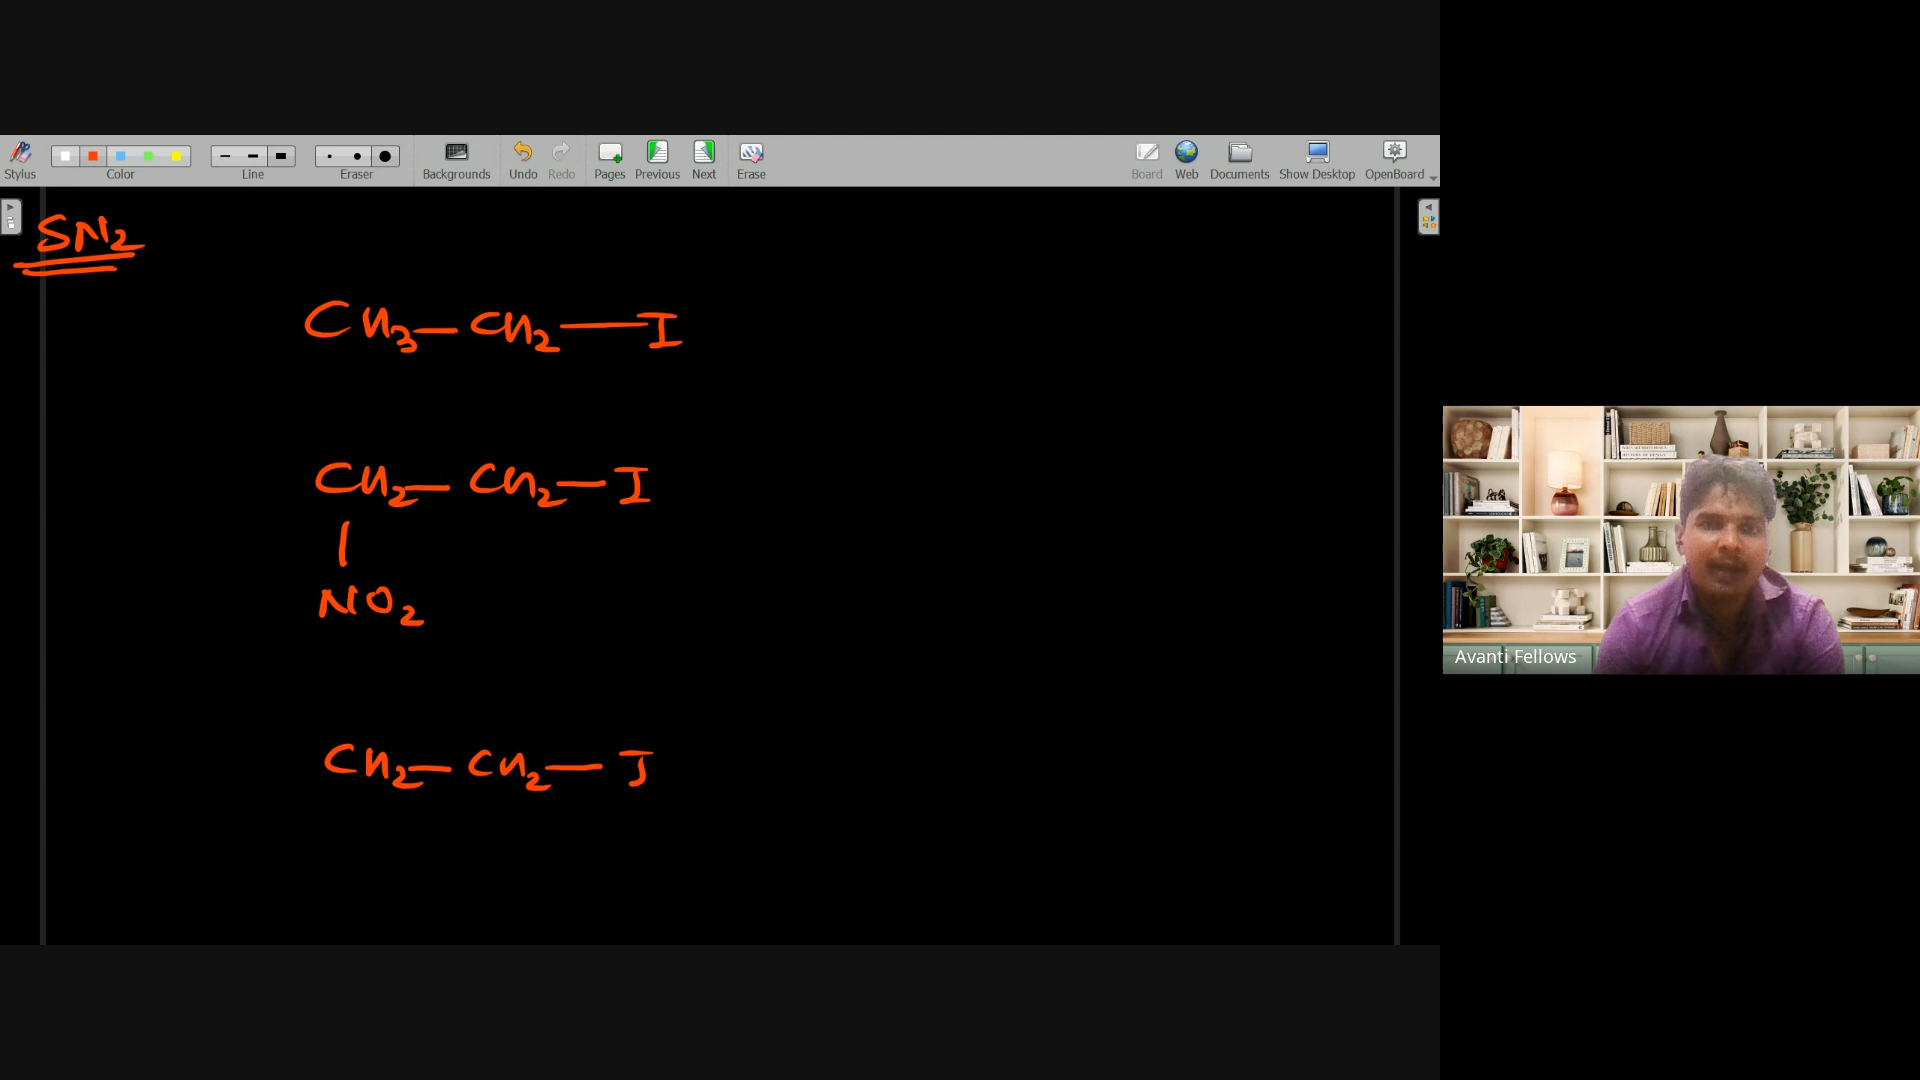 Stylus Color Line Eraser Backgrounds Undo Redo Pages Previous Next Erase Board Web Documents Show Desktop OpenBoard
SN2
CH3—CH2—I
CH2—CH2—I
|
NO2
CH2—CH2—I
Avanti Fellows